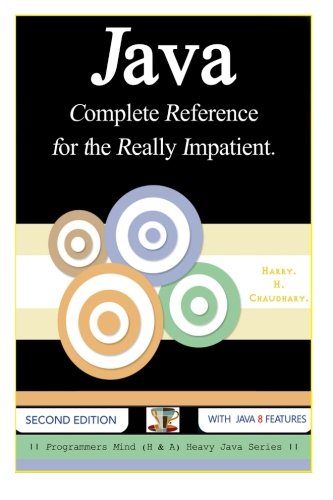 Java
Complete Reference
for the Really Impatient.
Harry.
H.
Chaudhary.
SECOND EDITION
WITH JAVA 8 FEATURES
|| Programmers Mind (H & A) Heavy Java Series ||